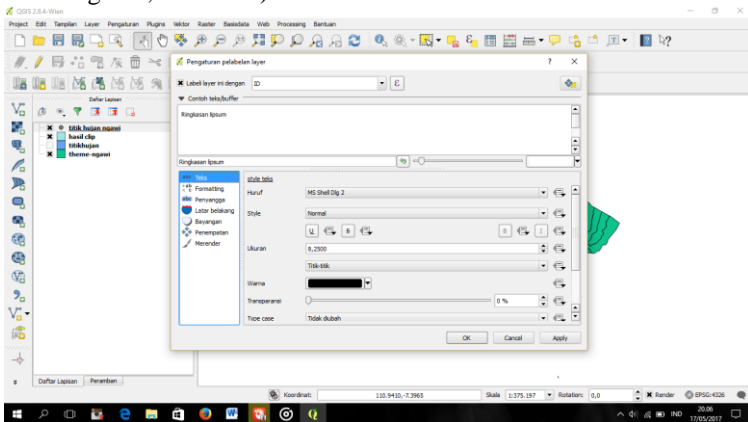 QGIS 2.8.4-Wien
Project Edit Tampilan Layer Pengaturan Plugins Vektor Raster Basisdata Web Processing Bantuan
Pengaturan pelabelan layer
Labeli layer ini dengan ID
Contoh teks/buffer
Ringkasan lipsum
Ringkasan lipsum
Daftar Lapisan
titik hujan ngawi
hasil clip
titikhujan
theme-ngawi
Teks
Formatting
Penyangga
Latar belakang
Bayangan
Penempatan
Merender
style teks
Huruf MS Shell Dlg 2
Style Normal
U S B I
Ukuran 8,2500
Titik-titik
Warna
Transparansi 0 %
Type case Tidak diubah
OK Cancel Apply
Daftar Lapisan Peramban
Koordinat: 110.9410,-7.3965 Skala 1:375.197 Rotation: 0,0 Render EPSG:4326
IND 20.06
17/05/2017